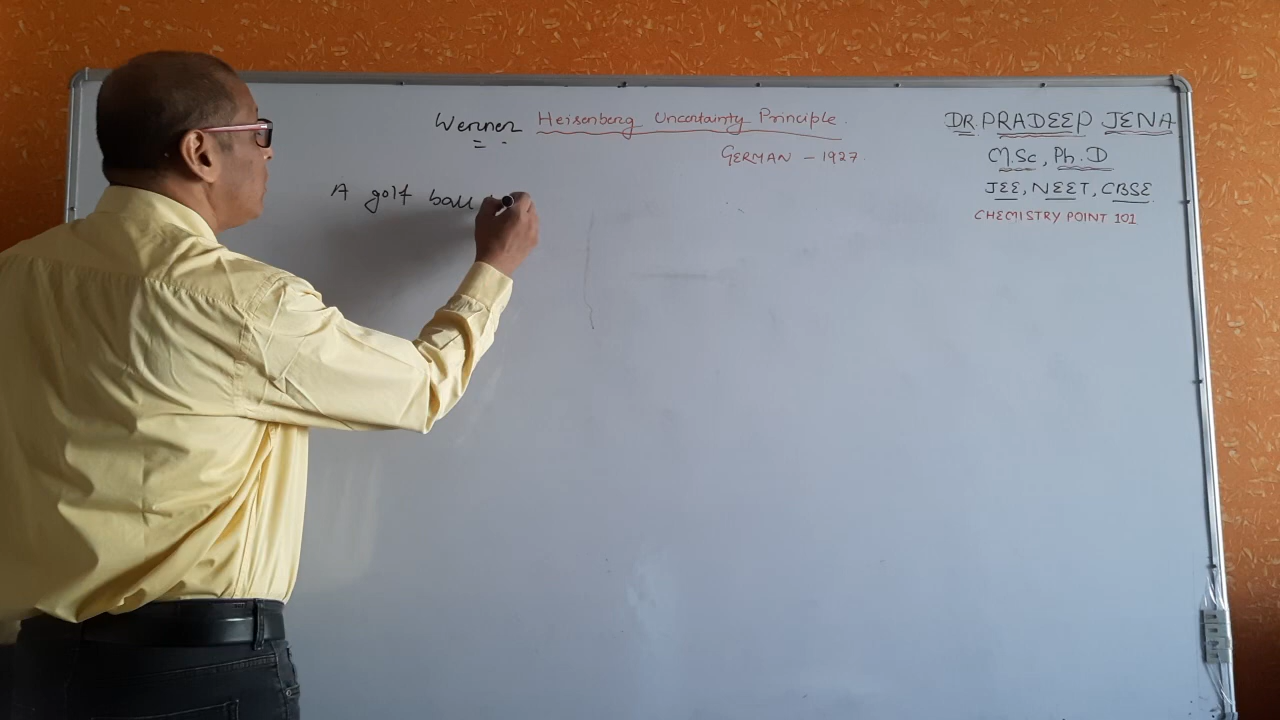 Werner Heisenberg Uncertainty Principle.
GERMAN – 1927.
A golf ball
DR. PRADEEP JENA
M.Sc, Ph.D
JEE, NEET, CBSE
CHEMISTRY POINT 101